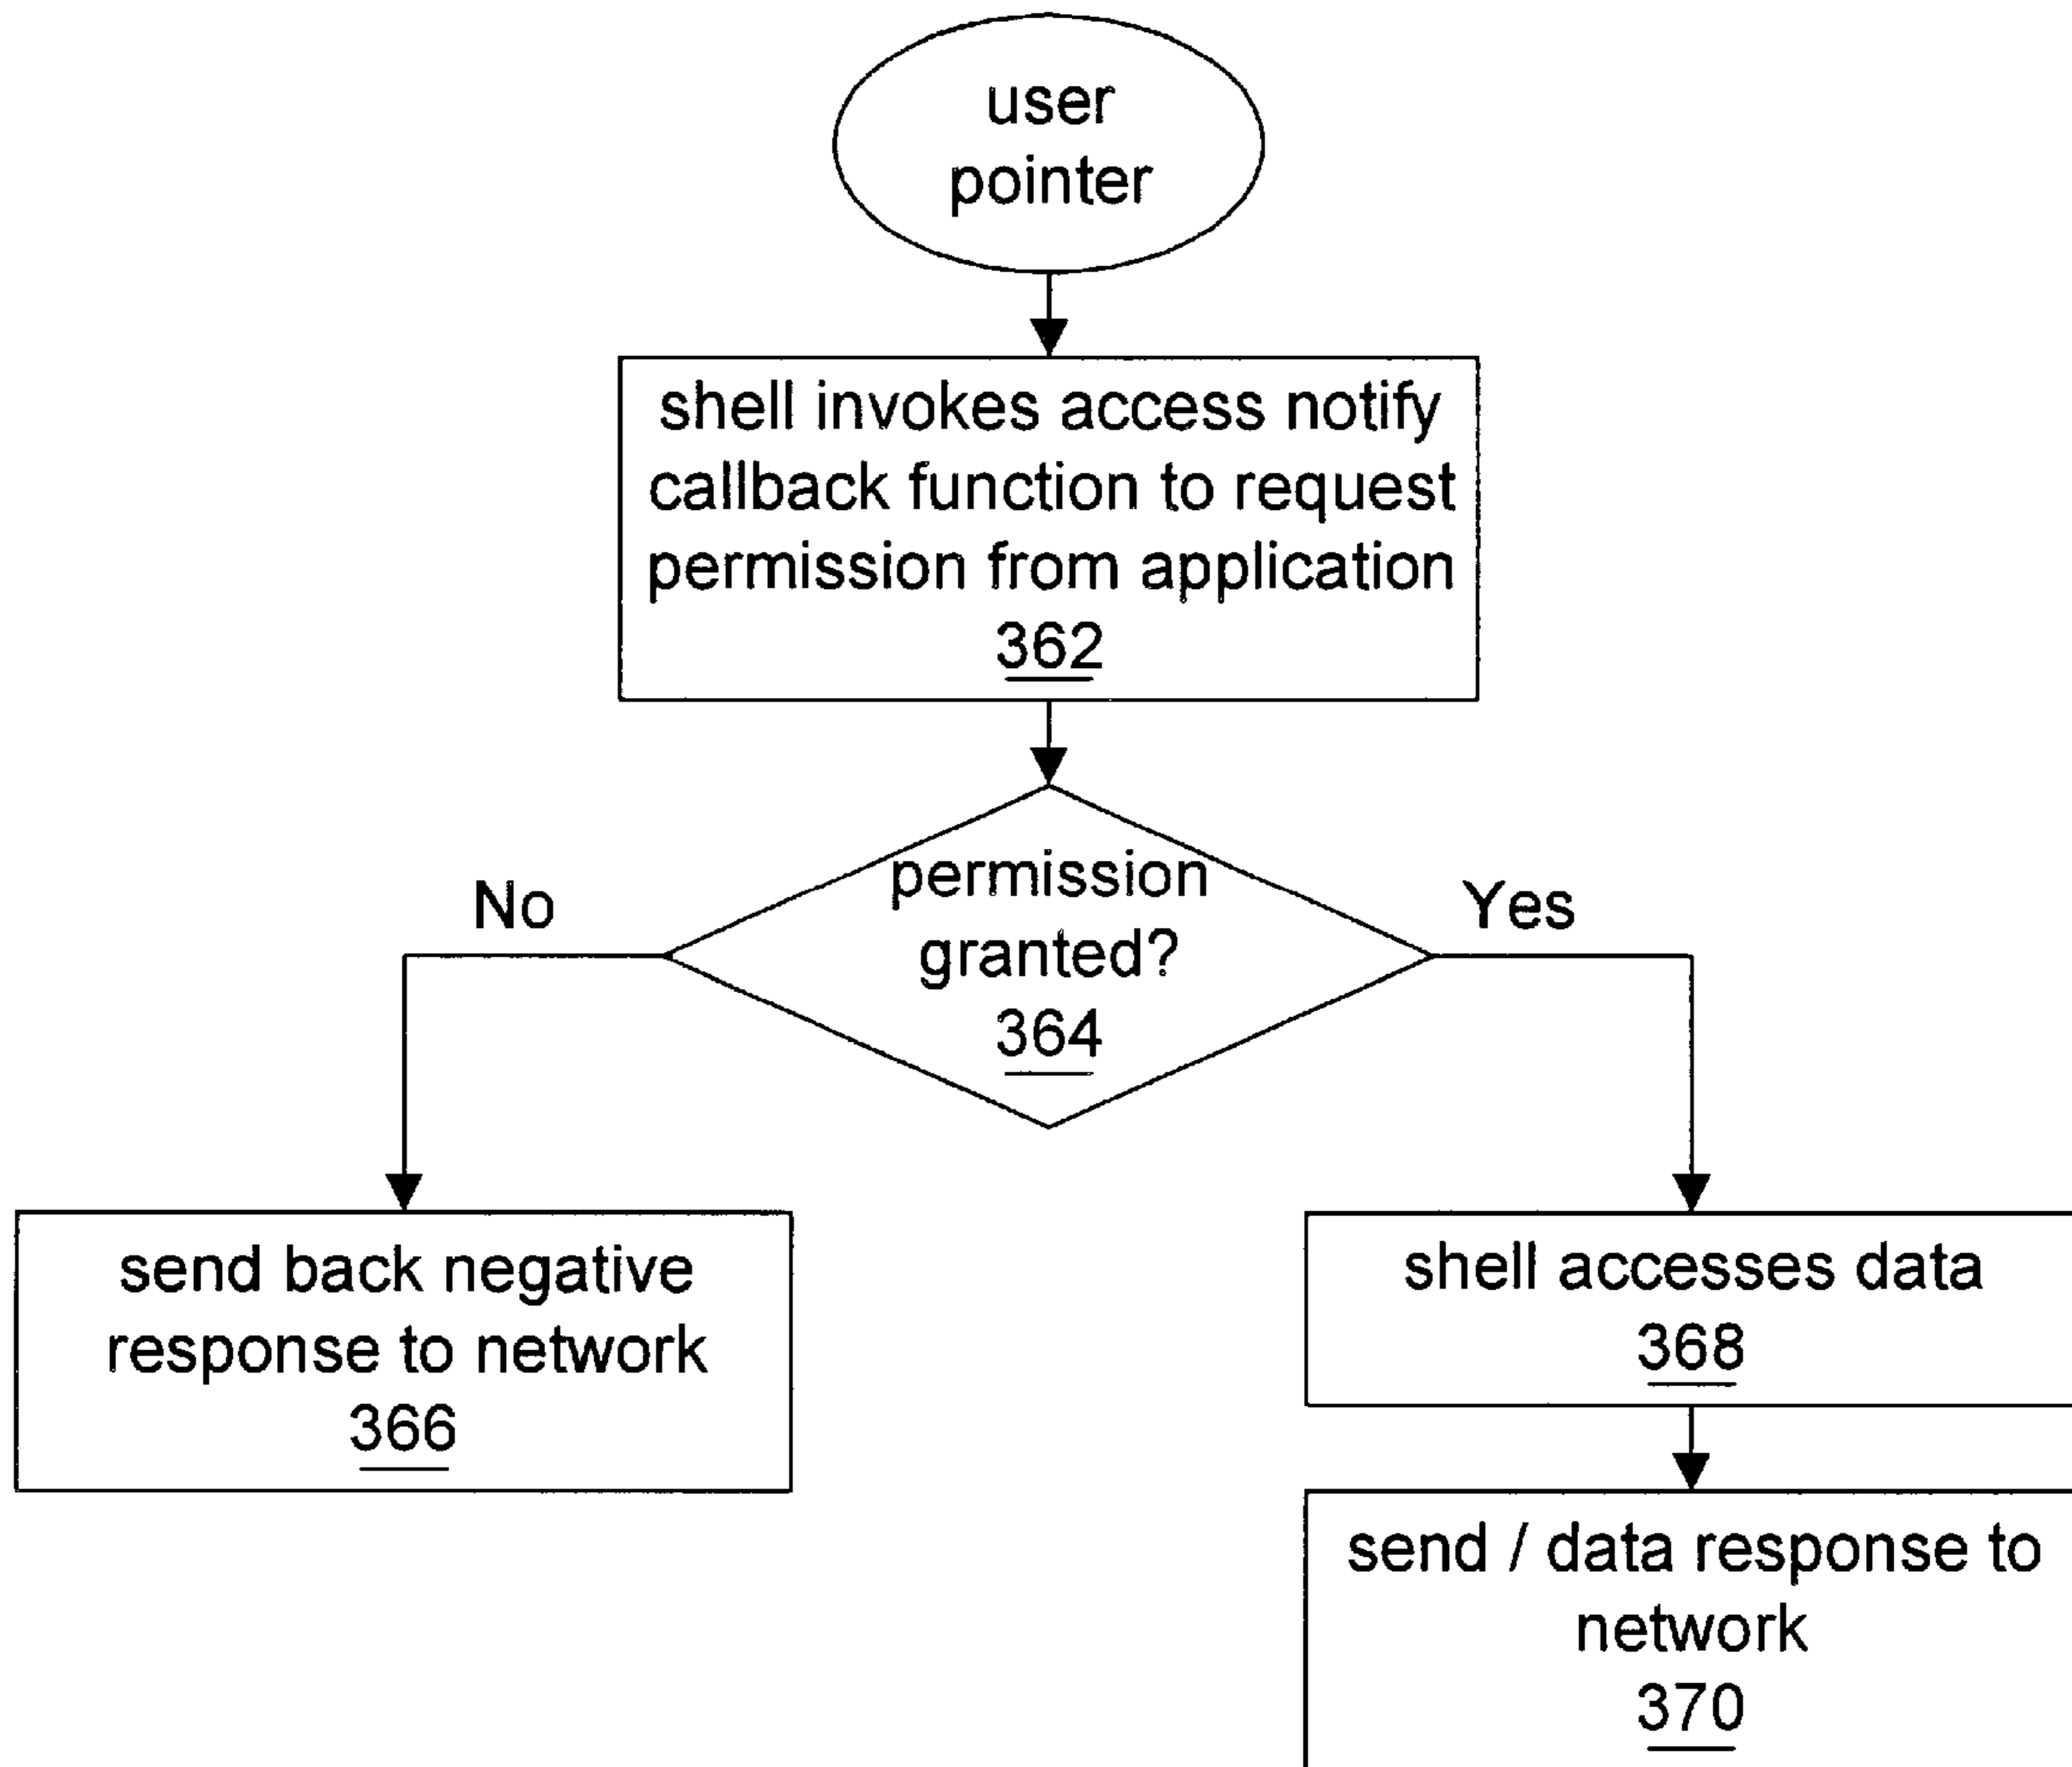 user
pointer
shell invokes access notify
callback function to request
permission from application
362
permission
granted?
364
No
Yes
send back negative
response to network
366
shell accesses data
368
send / data response to
network
370